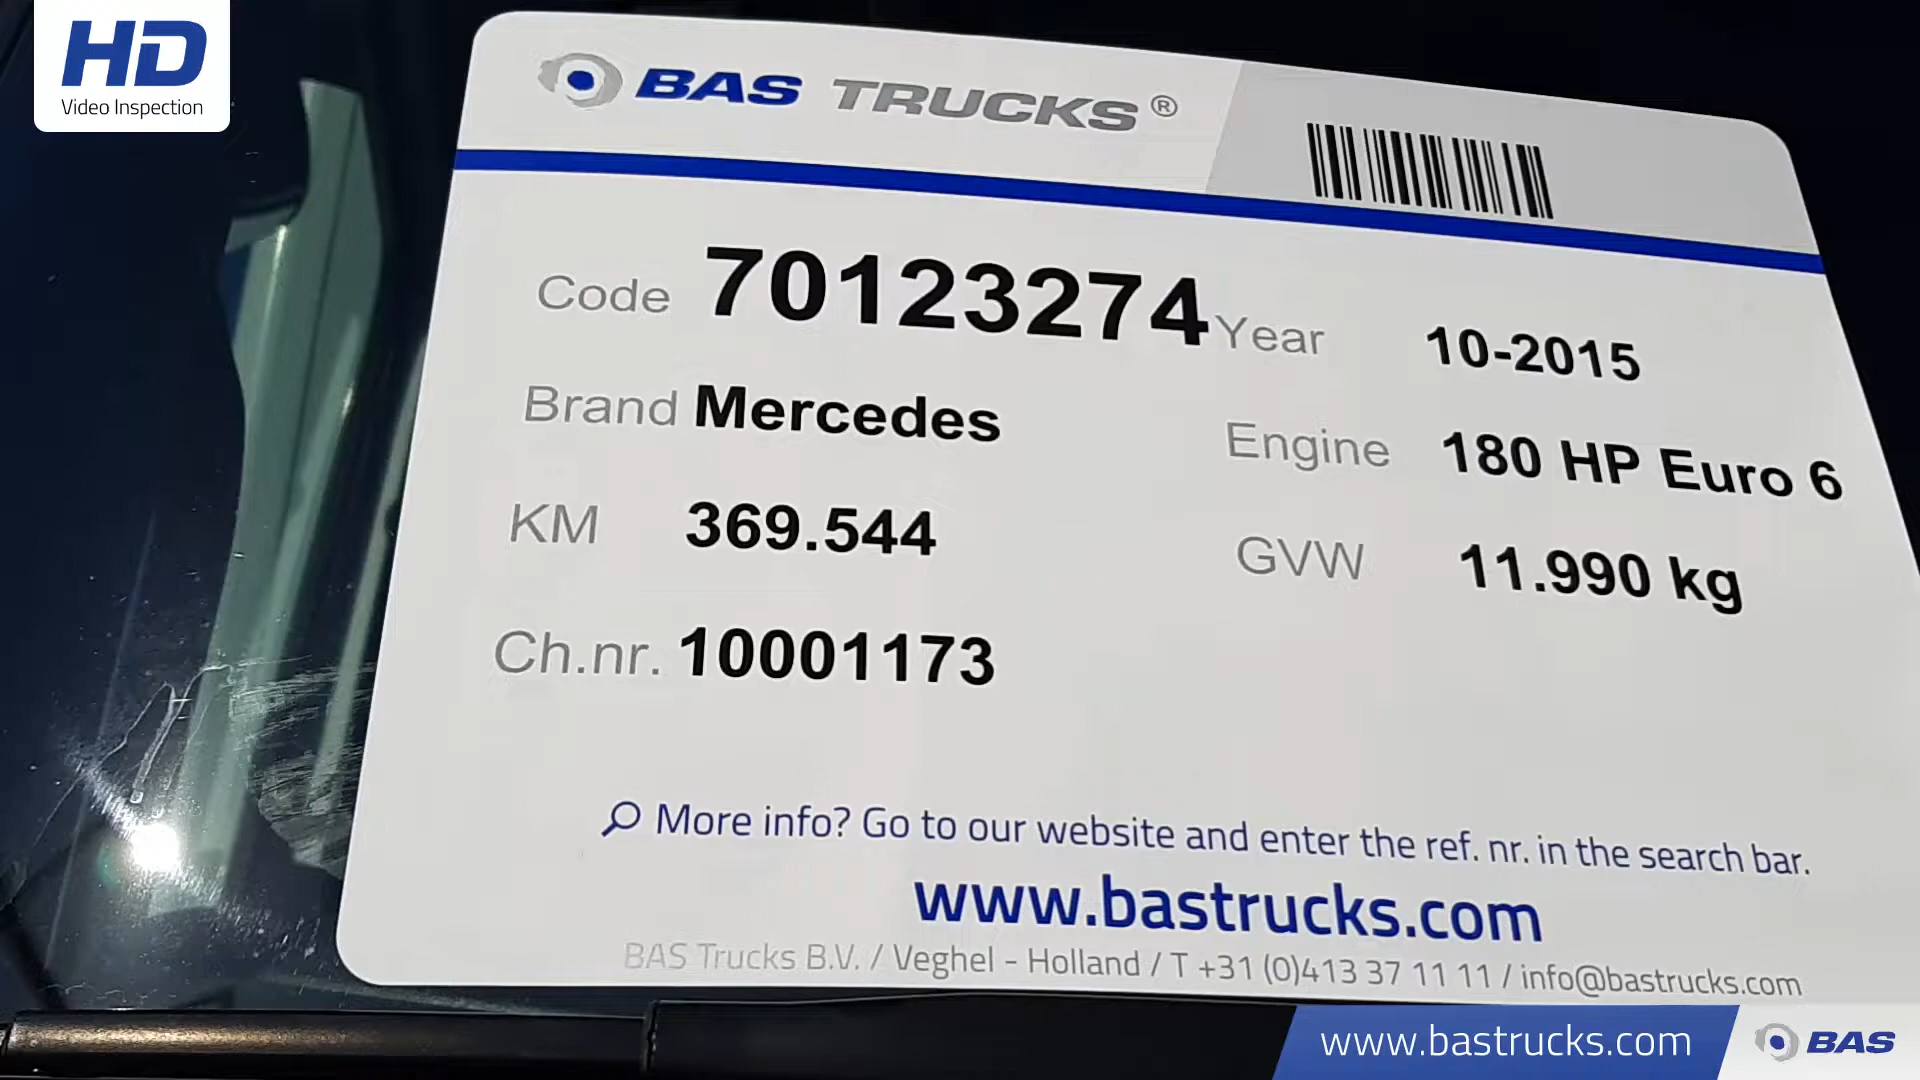 HD
Video Inspection
BAS TRUCKS®
Code 70123274 Year 10-2015
Brand Mercedes Engine 180 HP Euro 6
KM 369.544 GVW 11.990 kg
Ch.nr. 10001173
More info? Go to our website and enter the ref. nr. in the search bar.
www.bastrucks.com
BAS Trucks B.V. / Veghel - Holland / T +31 (0)413 37 11 11 / info@bastrucks.com
www.bastrucks.com BAS